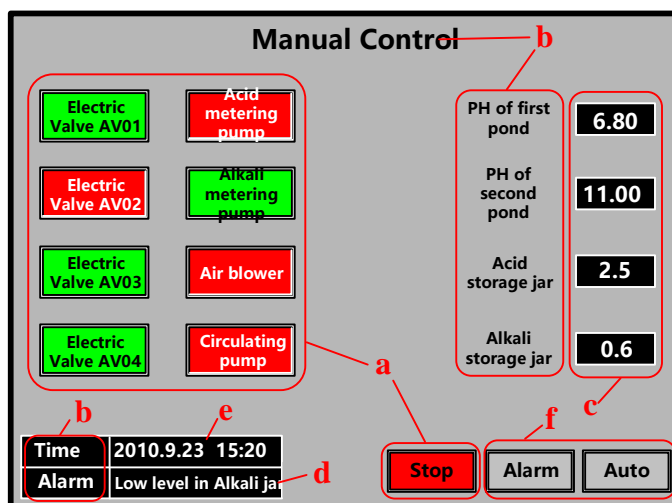 Manual Control
b
Electric
Valve AV01
Acid
metering
pump
PH of first
pond
6.80
Electric
Valve AV02
Alkali
metering
pump
PH of
second
pond
11.00
Electric
Valve AV03
Air blower
Acid
storage jar
2.5
Electric
Valve AV04
Circulating
pump
Alkali
storage jar
0.6
a
b
e
c
f
Time
2010.9.23 15:20
Alarm
Low level in Alkali jar
d
Stop
Alarm
Auto